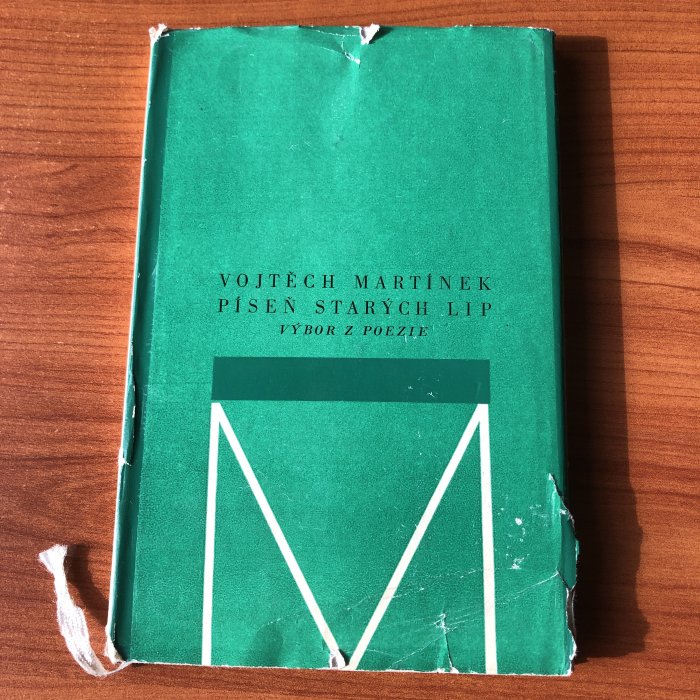 VOJTĚCH MARTÍNEK
PÍSEŇ STARÝCH LIP
VÝBOR Z POEZIE
M